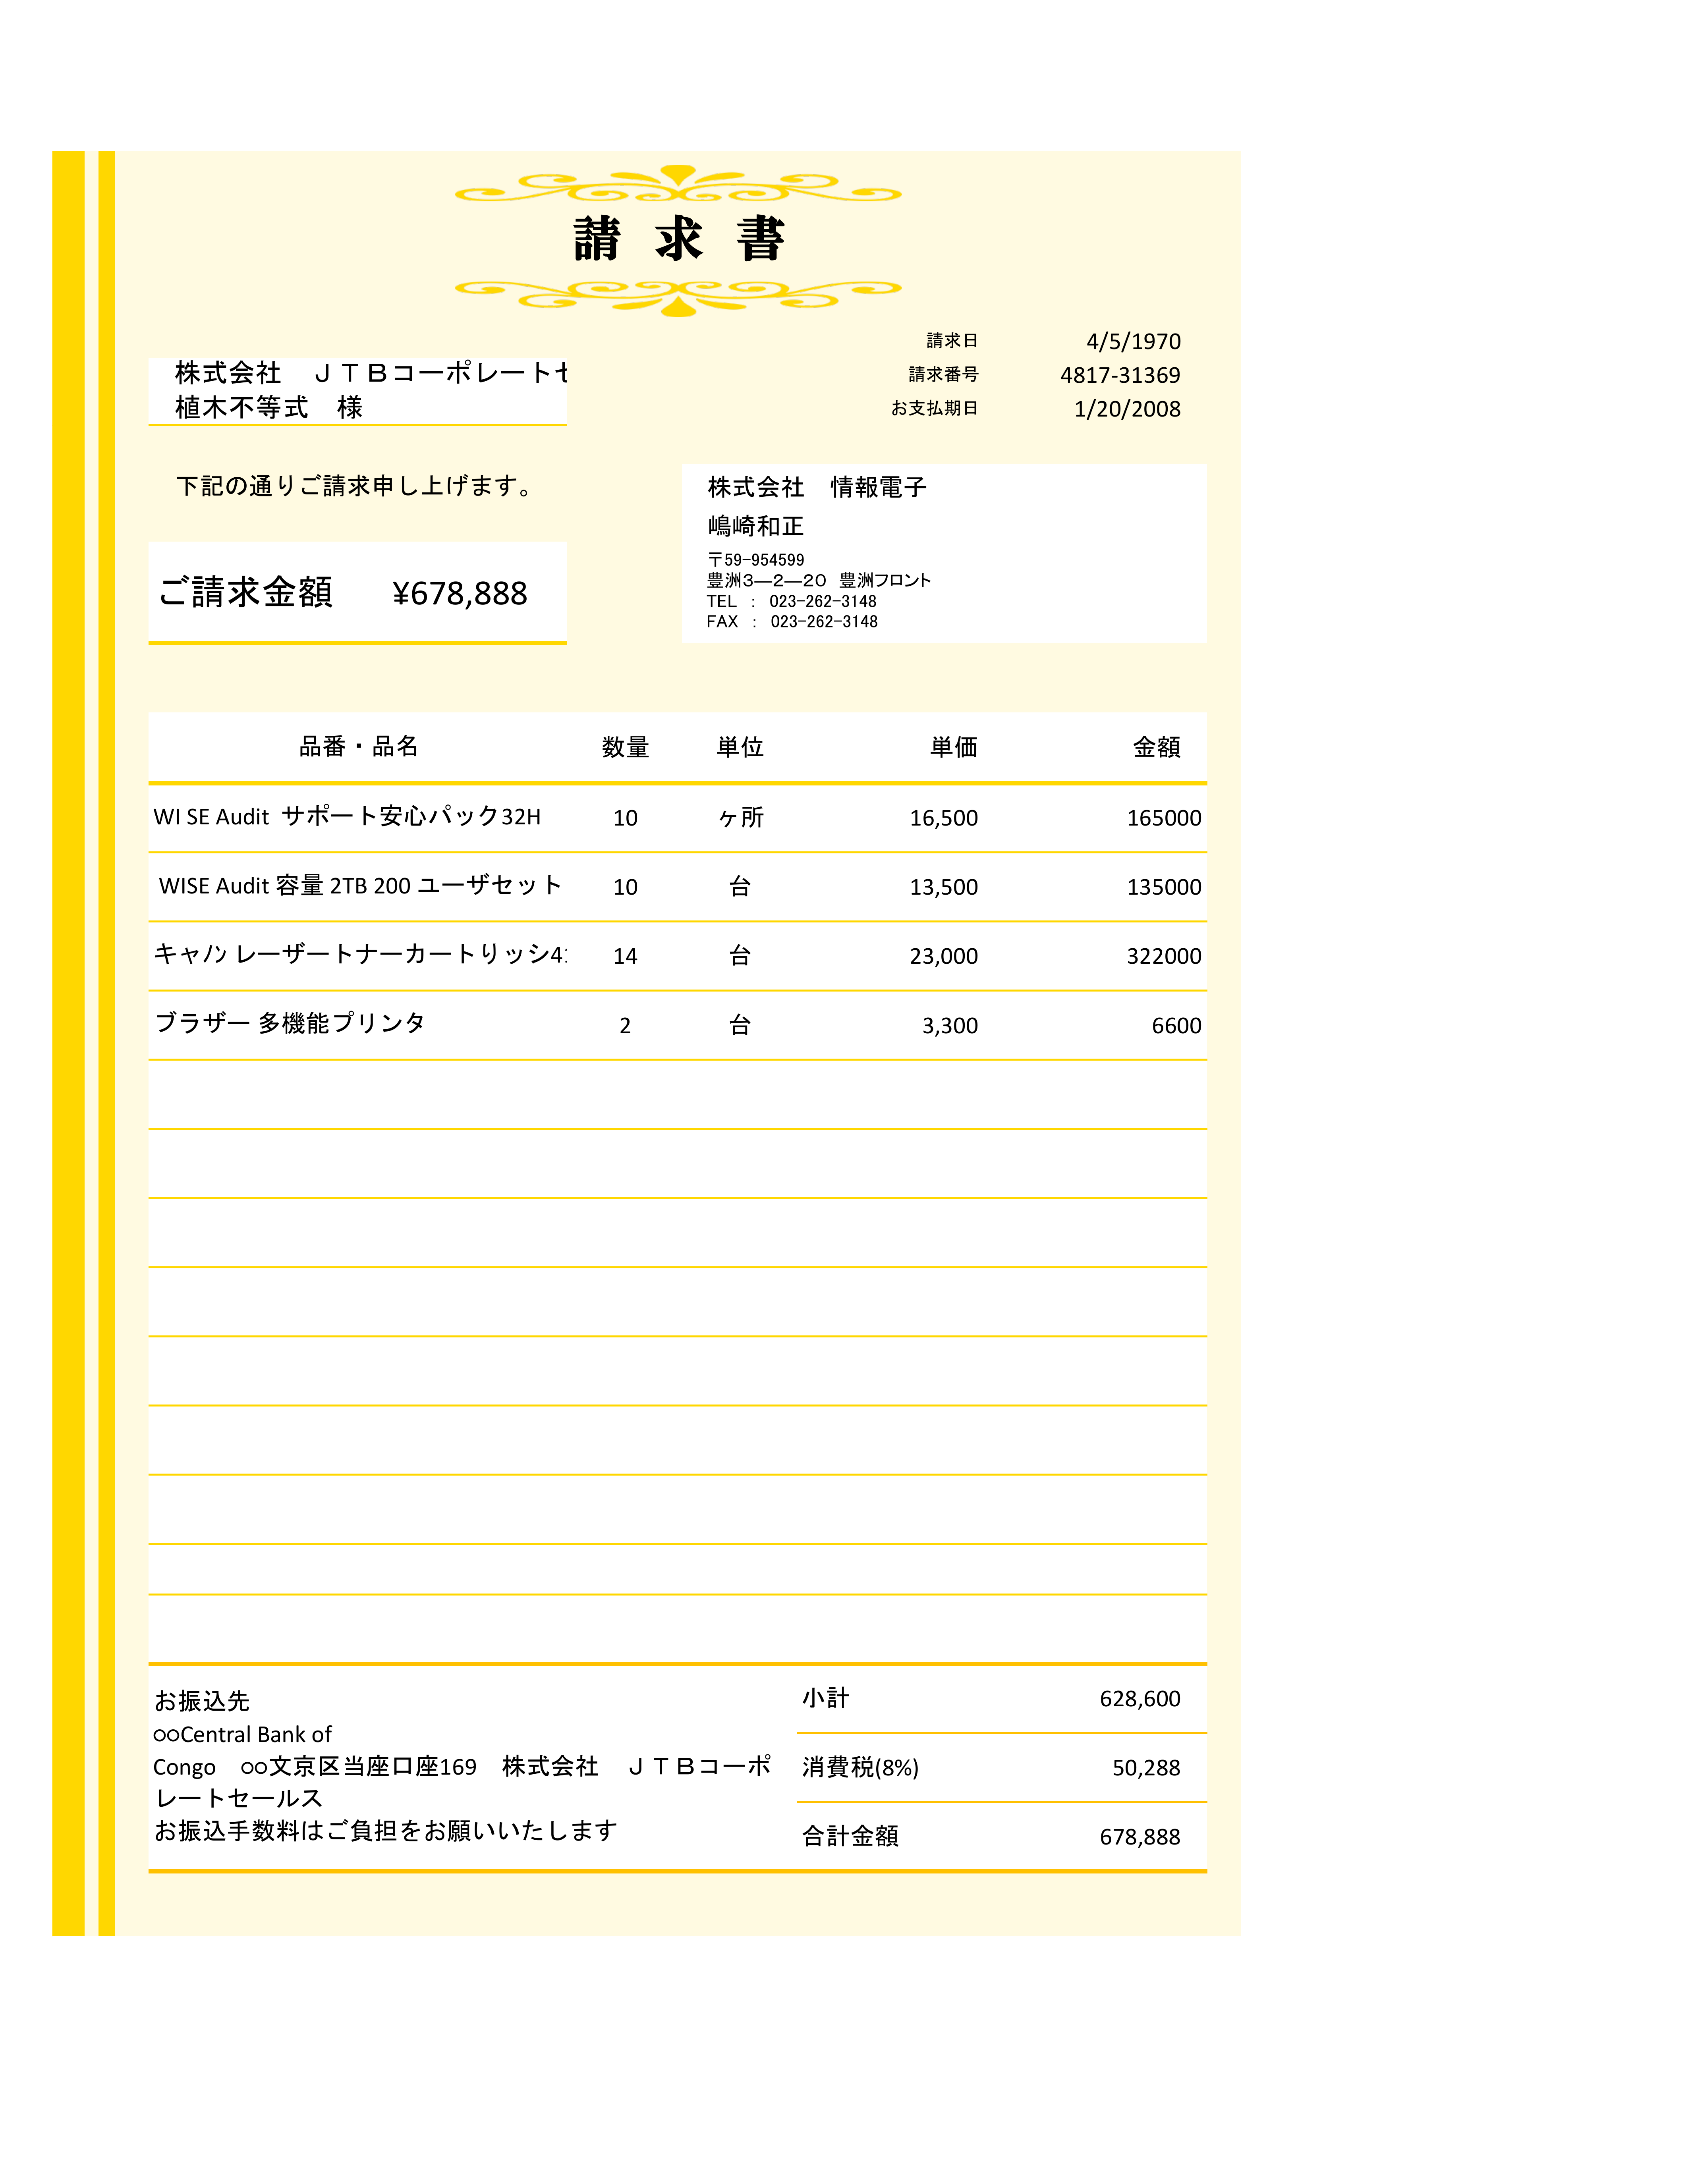 請 求 書
請求日 4/5/1970
請求番号 4817-31369
お支払期日 1/20/2008
株式会社　ＪＴＢコーポレートセ
植木不等式　様
下記の通りご請求申し上げます。
ご請求金額 ¥678,888
株式会社　情報電子
嶋崎和正
〒59-954599
豊洲３―２―２０　豊洲フロント
TEL ： 023-262-3148
FAX ： 023-262-3148
品番・品名 数量 単位 単価 金額
WI SE Audit サポート安心パック32H 10 ヶ所 16,500 165000
WISE Audit 容量 2TB 200 ユーザセット 10 台 13,500 135000
キャノン レーザートナーカートりッシ4 14 台 23,000 322000
ブラザー 多機能プリンタ 2 台 3,300 6600
お振込先
○○Central Bank of
Congo　○○文京区当座口座169　株式会社　ＪＴＢコーポ
レートセールス
お振込手数料はご負担をお願いいたします
小計 628,600
消費税(8%) 50,288
合計金額 678,888